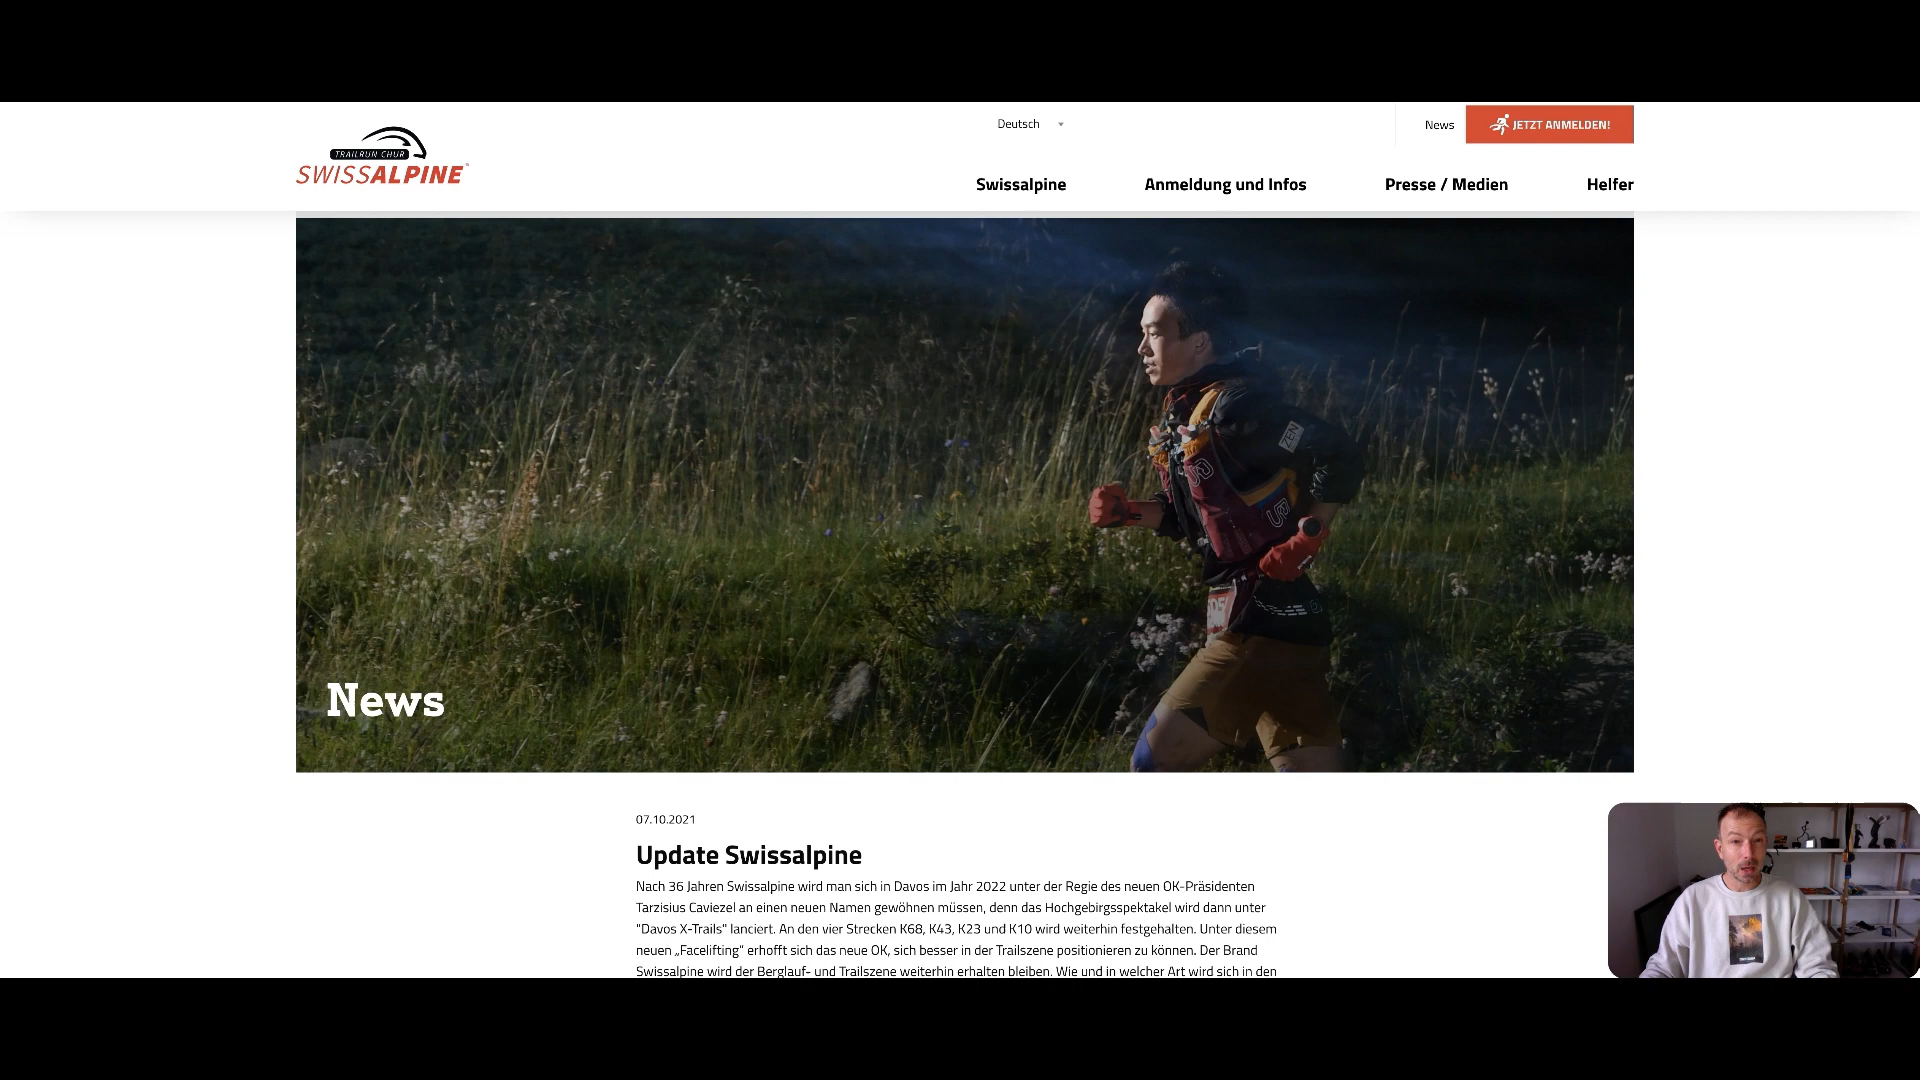 Deutsch
News
JETZT ANMELDEN!
TRAILRUN CHUR
SWISSALPINE
Swissalpine
Anmeldung und Infos
Presse / Medien
Helfer
ZEN
News
07.10.2021
Update Swissalpine
Nach 36 Jahren Swissalpine wird man sich in Davos im Jahr 2022 unter der Regie des neuen OK-Präsidenten
Tarzisius Caviezel an einen neuen Namen gewöhnen müssen, denn das Hochgebirgsspektakel wird dann unter
"Davos X-Trails" lanciert. An den vier Strecken K68, K43, K23 und K10 wird weiterhin festgehalten. Unter diesem
neuen „Facelifting" erhofft sich das neue OK, sich besser in der Trailszene positionieren zu können. Der Brand
Swissalpine wird der Berglauf- und Trailszene weiterhin erhalten bleiben. Wie und in welcher Art wird sich in den